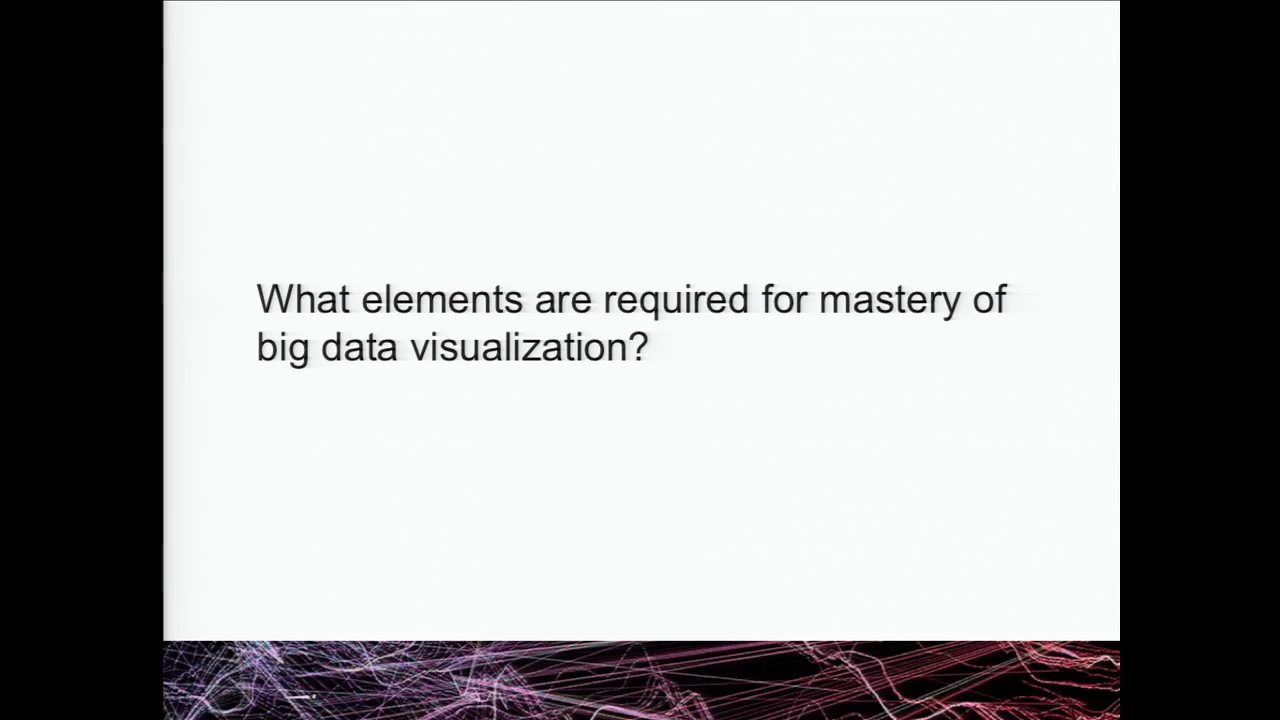 What elements are required for mastery of
big data visualization?